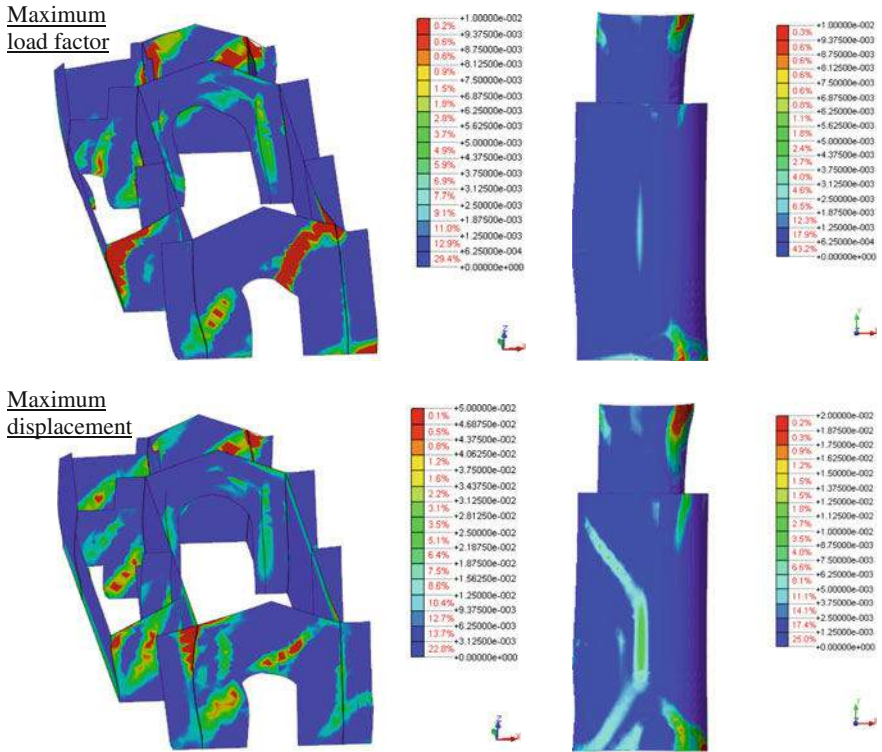 Maximum
load factor
+1.00000e-002
0.2%
+9.37500e-003
0.6%
+8.75000e-003
0.6%
+8.12500e-003
0.9%
+7.50000e-003
1.5%
+6.87500e-003
1.8%
+6.25000e-003
2.8%
+5.62500e-003
3.7%
+5.00000e-003
4.9%
+4.37500e-003
5.9%
+3.75000e-003
6.9%
+3.12500e-003
7.7%
+2.50000e-003
9.1%
+1.87500e-003
11.0%
+1.25000e-003
12.9%
+6.25000e-004
29.4%
+0.00000e+000
Z
X
+1.00000e-002
0.3%
+9.37500e-003
0.6%
+8.75000e-003
0.6%
+8.12500e-003
0.6%
+7.50000e-003
0.6%
+6.87500e-003
0.8%
+6.25000e-003
1.1%
+5.62500e-003
1.8%
+5.00000e-003
2.4%
+4.37500e-003
2.7%
+3.75000e-003
4.0%
+3.12500e-003
4.6%
+2.50000e-003
6.5%
+1.87500e-003
12.3%
+1.25000e-003
17.9%
+6.25000e-004
43.2%
+0.00000e+000
Y
Z
X
Maximum
displacement
+5.00000e-002
0.1%
+4.68750e-002
0.5%
+4.37500e-002
0.8%
+4.06250e-002
1.2%
+3.75000e-002
1.6%
+3.43750e-002
2.2%
+3.12500e-002
3.1%
+2.81250e-002
3.5%
+2.50000e-002
5.1%
+2.18750e-002
6.4%
+1.87500e-002
7.5%
+1.56250e-002
8.6%
+1.25000e-002
10.4%
+9.37500e-003
12.7%
+6.25000e-003
13.7%
+3.12500e-003
22.8%
+0.00000e+000
Z
X
+2.00000e-002
0.2%
+1.87500e-002
0.3%
+1.75000e-002
0.9%
+1.62500e-002
1.2%
+1.50000e-002
1.5%
+1.37500e-002
1.5%
+1.25000e-002
1.8%
+1.12500e-002
2.7%
+1.00000e-002
3.5%
+8.75000e-003
4.0%
+7.50000e-003
6.6%
+6.25000e-003
8.1%
+5.00000e-003
11.1%
+3.75000e-003
14.1%
+2.50000e-003
17.4%
+1.25000e-003
25.0%
+0.00000e+000
Y
Z
X